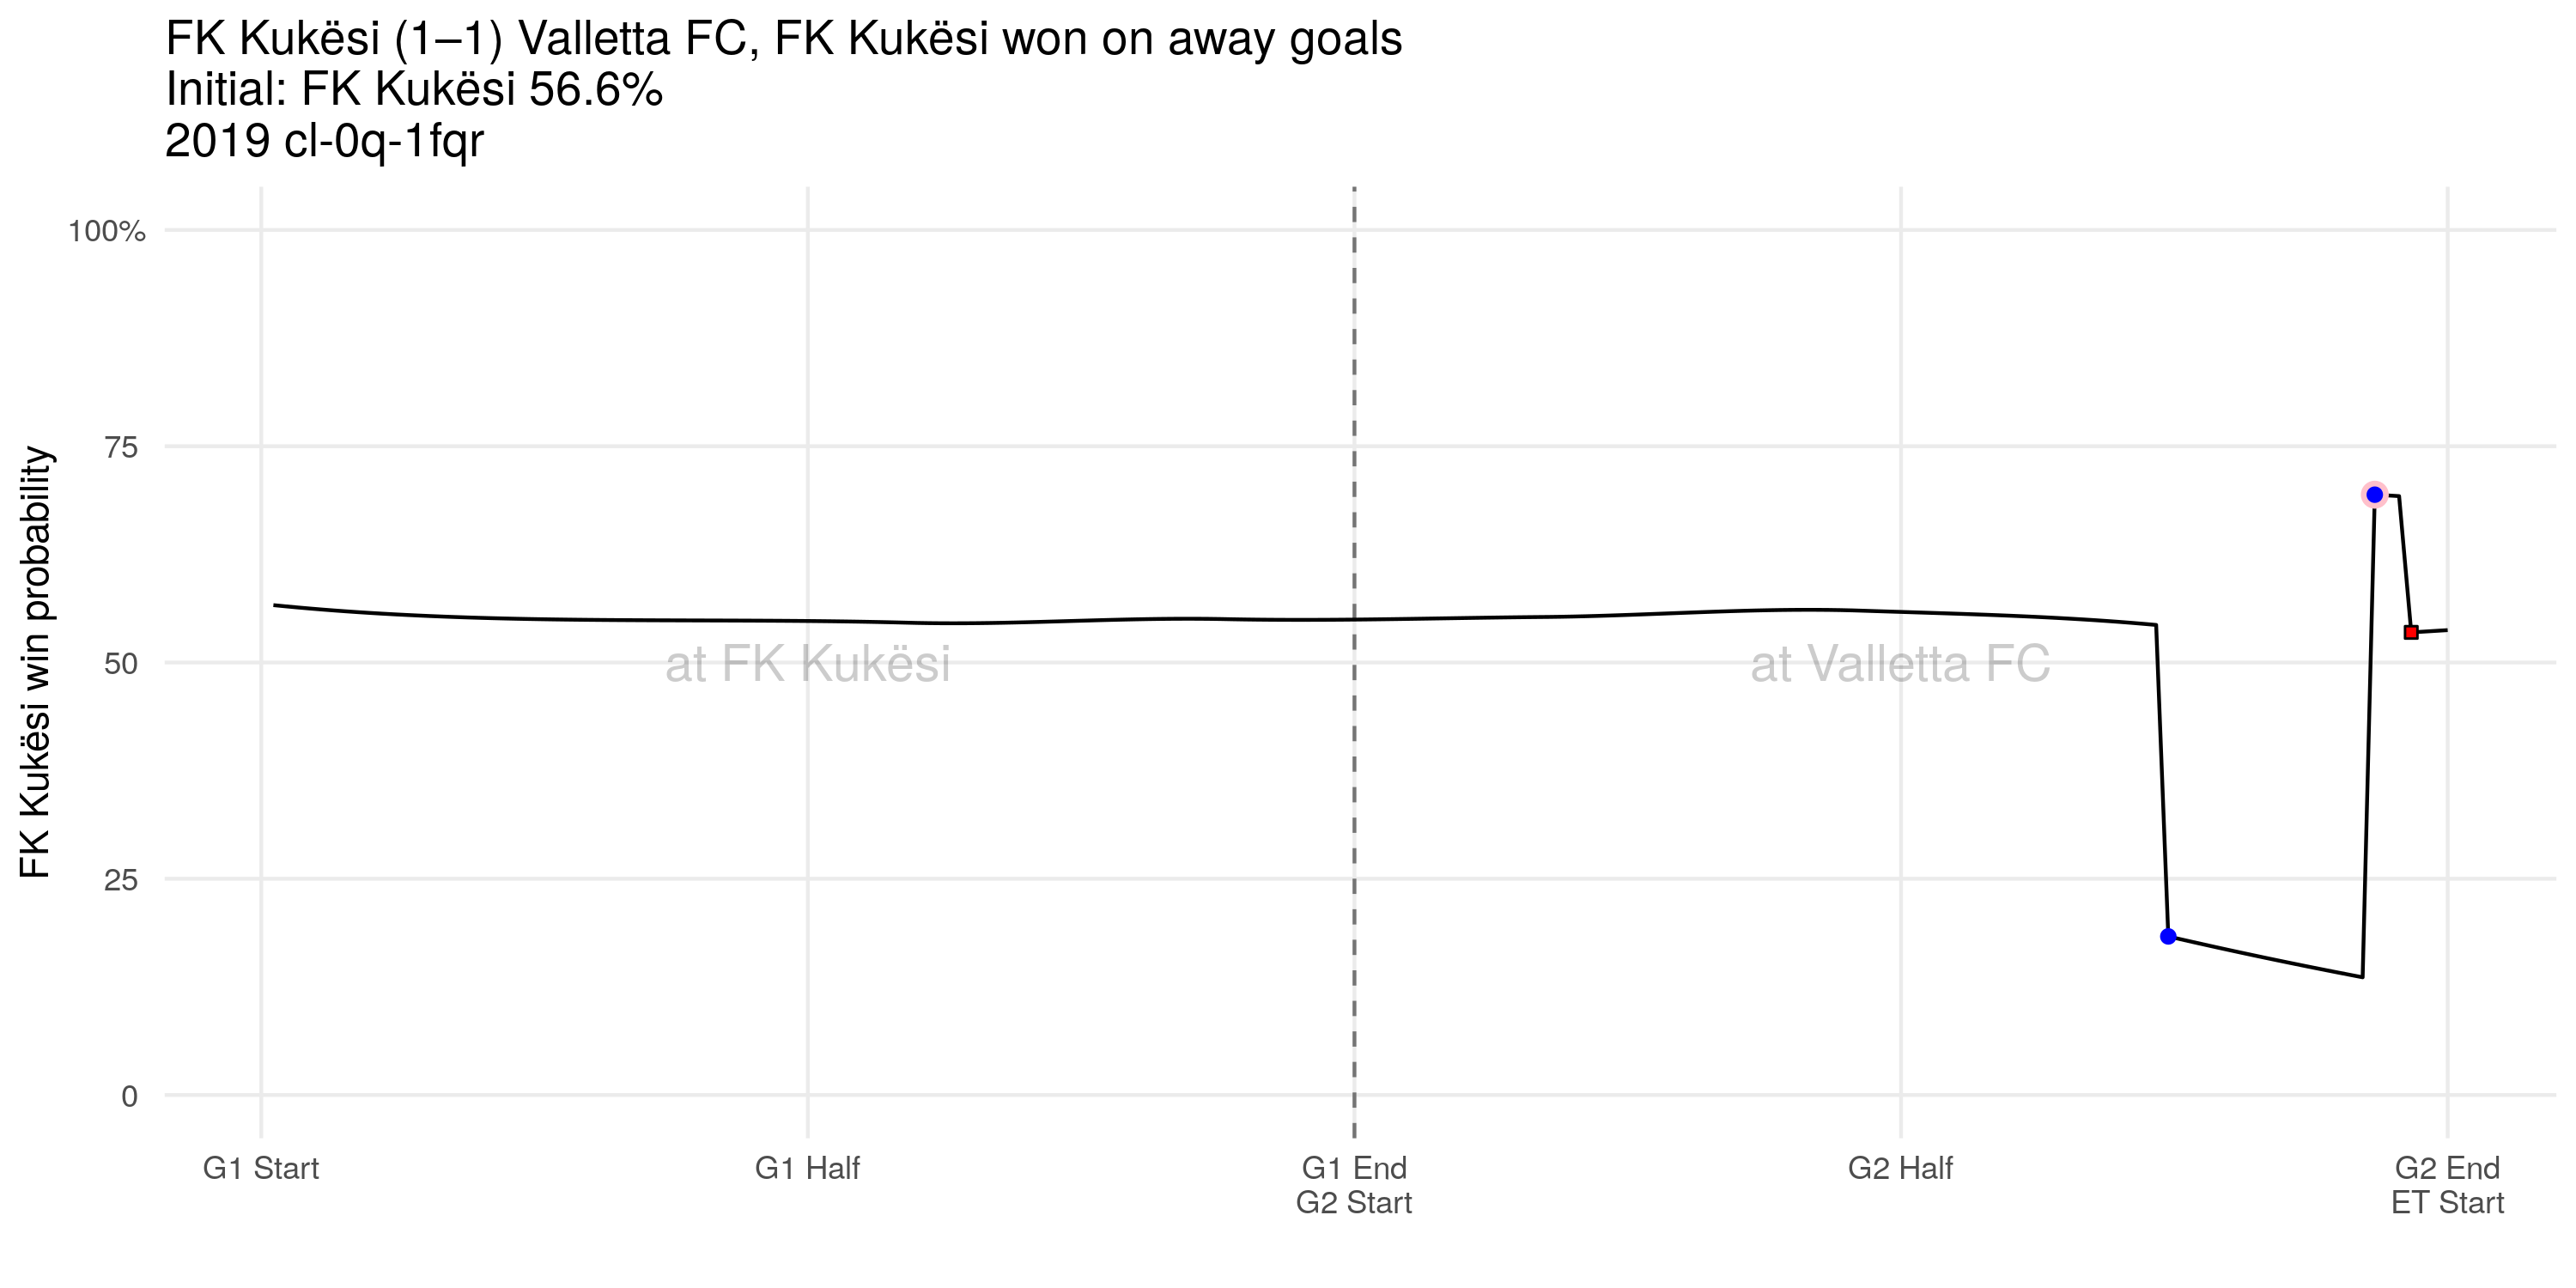 FK Kukësi (1–1) Valletta FC, FK Kukësi won on away goals
Initial: FK Kukësi 56.6%
2019 cl-0q-1fqr
FK Kukësi win probability
100%
75
50
25
0
at FK Kukësi
at Valletta FC
G1 Start
G1 Half
G1 End
G2 Start
G2 Half
G2 End
ET Start